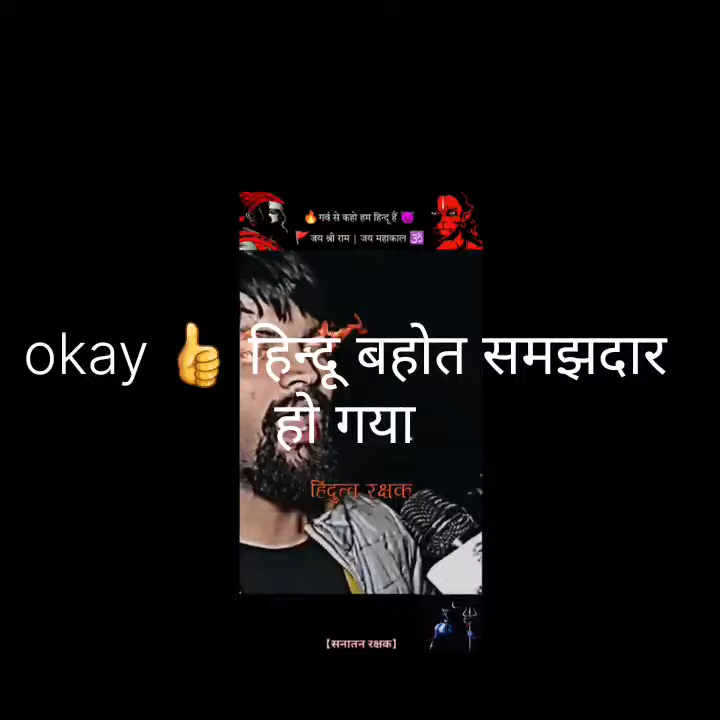 🔥गर्व से कहो हम हिन्दू हैं 😈
🚩 जय श्री राम | जय महाकाल 🕉️
okay 👍 हिन्दू बहोत समझदार
हो गया
हिंदुत्व रक्षक
【सनातन रक्षक】